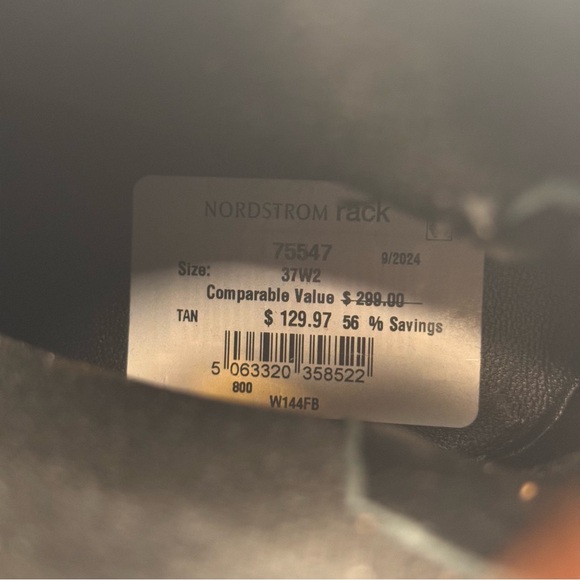 NORDSTROM rack
75547 9/2024
Size: 37W2
Comparable Value $ 299.00
TAN $ 129.97 56 % Savings
5 063320 358522
800
W144FB